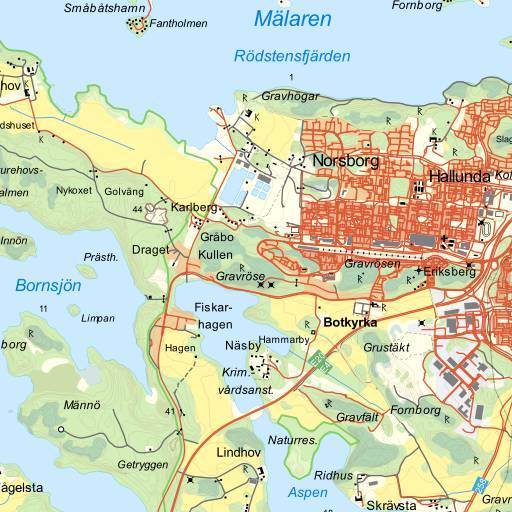 Småbåtshamn
Fantholmen
Mälaren
Fornborg
Rödstensfjärden
1
Gravhögar
hov
dshuset
Norsborg
Hallunda
Slag
Kof
urehovs-
almen
Nykoxet
Golväng
44
Karlberg
Innön
Gråbo
Draget
Kullen
Prästh.
Gravrösen
Eriksberg
Gravröse
Bornsjön
11
Limpan
Fiskar-
hagen
Botkyrka
borg
Hagen
Näsby
Hammarby
Grustäkt
Krim.
vårdsanst.
Männö
41
Gravfält
Fornborg
Naturres.
Getryggen
Lindhov
Ridhus
ägelsta
Aspen
Skrävsta